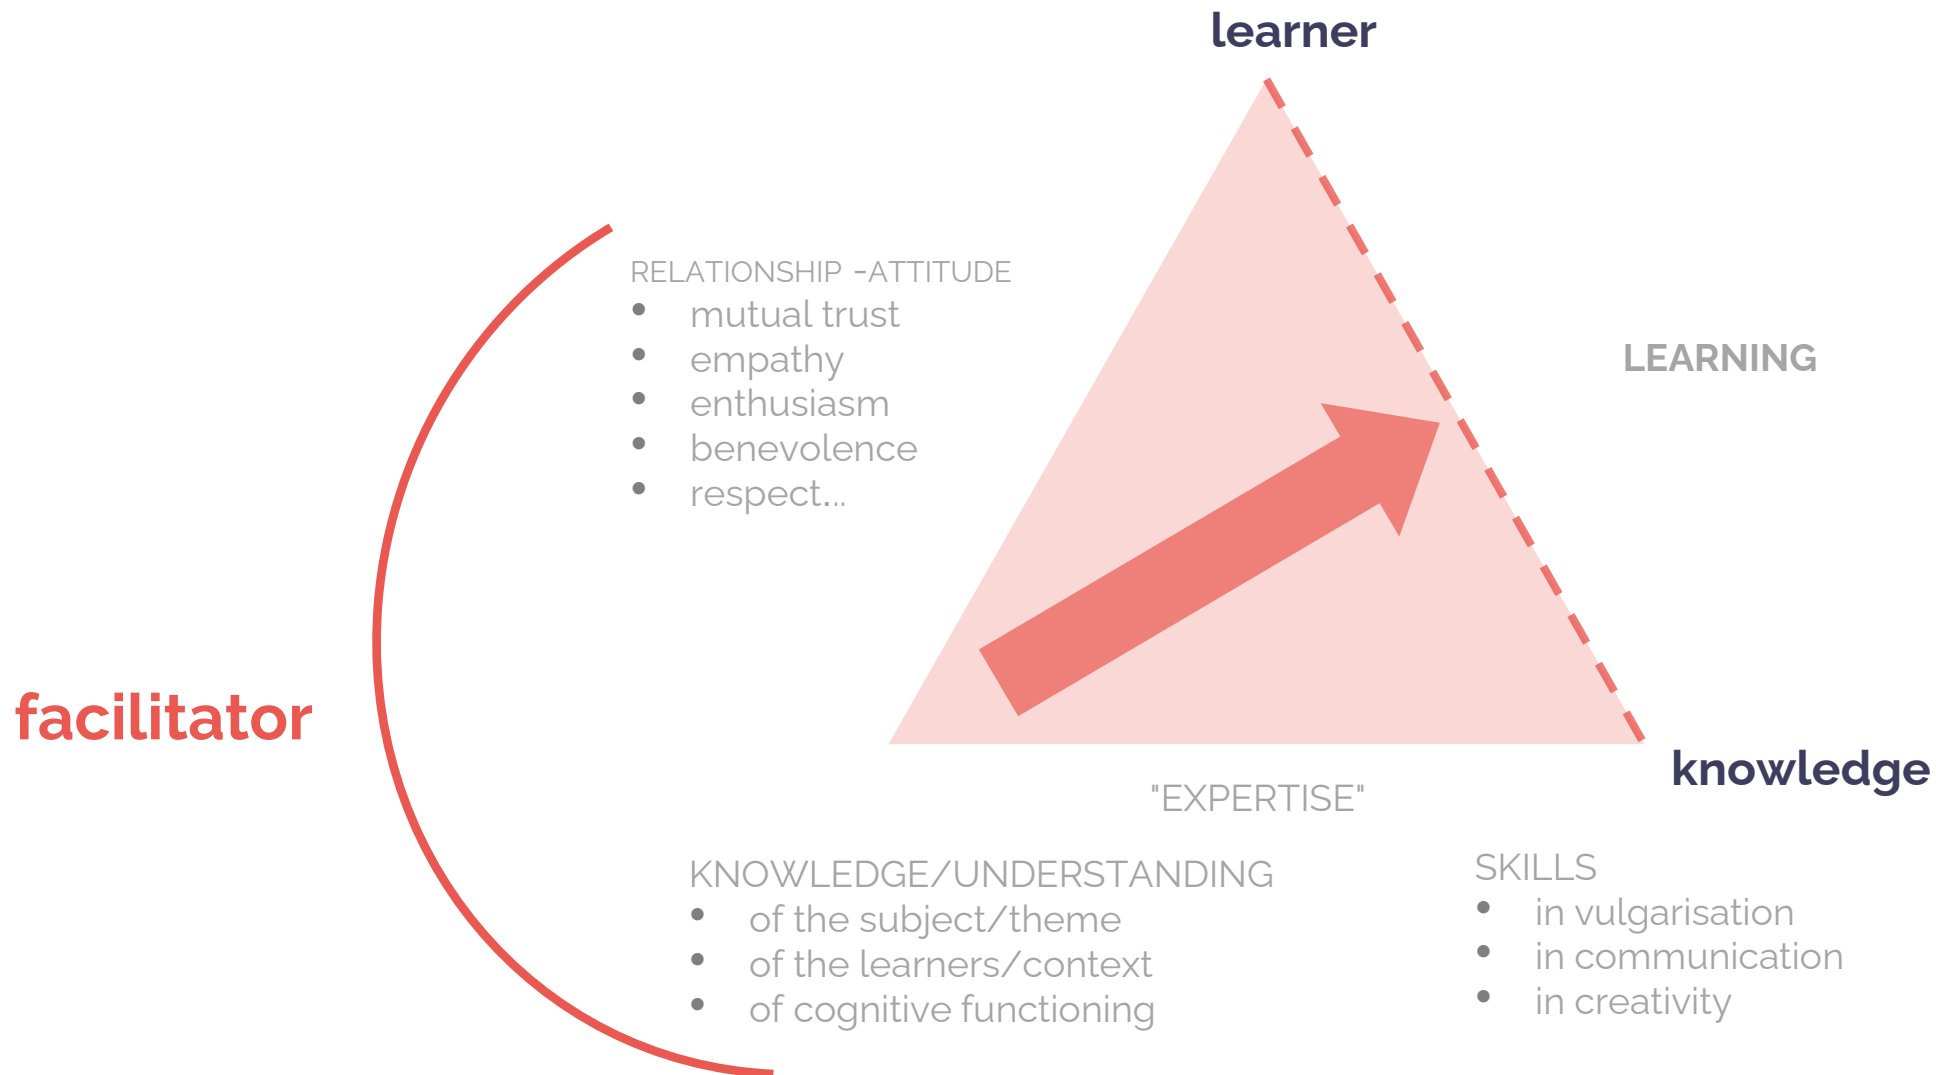 learner
RELATIONSHIP -ATTITUDE
• mutual trust
• empathy
• enthusiasm
• benevolence
• respect...
LEARNING
facilitator
knowledge
"EXPERTISE"
KNOWLEDGE/UNDERSTANDING
• of the subject/theme
• of the learners/context
• of cognitive functioning
SKILLS
• in vulgarisation
• in communication
• in creativity